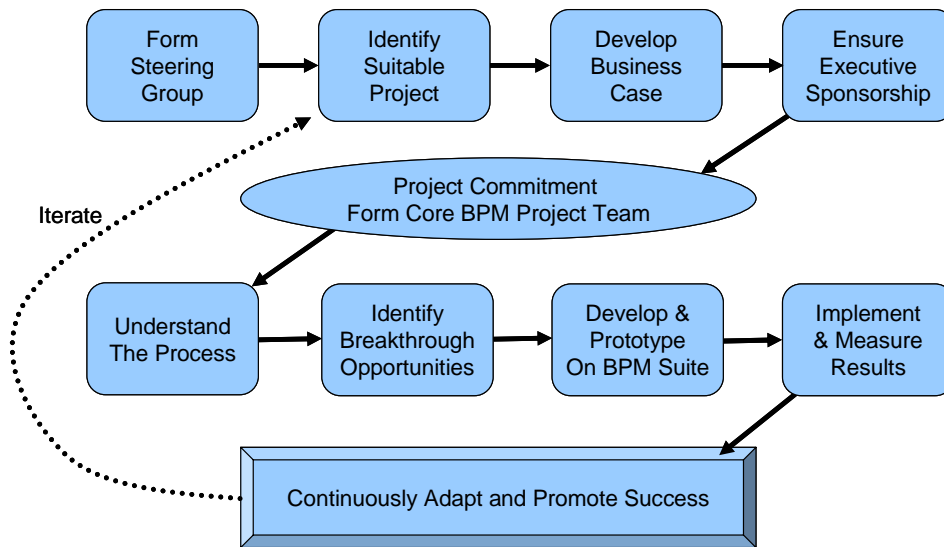 Form
Steering
Group
Identify
Suitable
Project
Develop
Business
Case
Ensure
Executive
Sponsorship
Project Commitment
Form Core BPM Project Team
Iterate
Understand
The Process
Identify
Breakthrough
Opportunities
Develop &
Prototype
On BPM Suite
Implement
& Measure
Results
Continuously Adapt and Promote Success